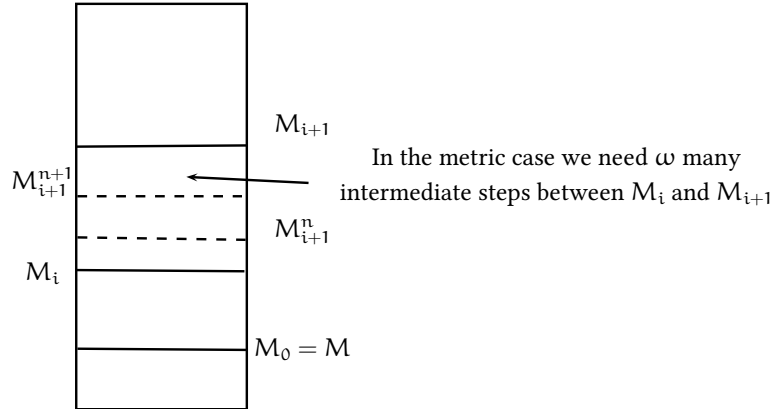 M_{i+1}
In the metric case we need ω many
M_{i+1}^{n+1}
intermediate steps between M_i and M_{i+1}
M_{i+1}^n
M_i
M_0 = M